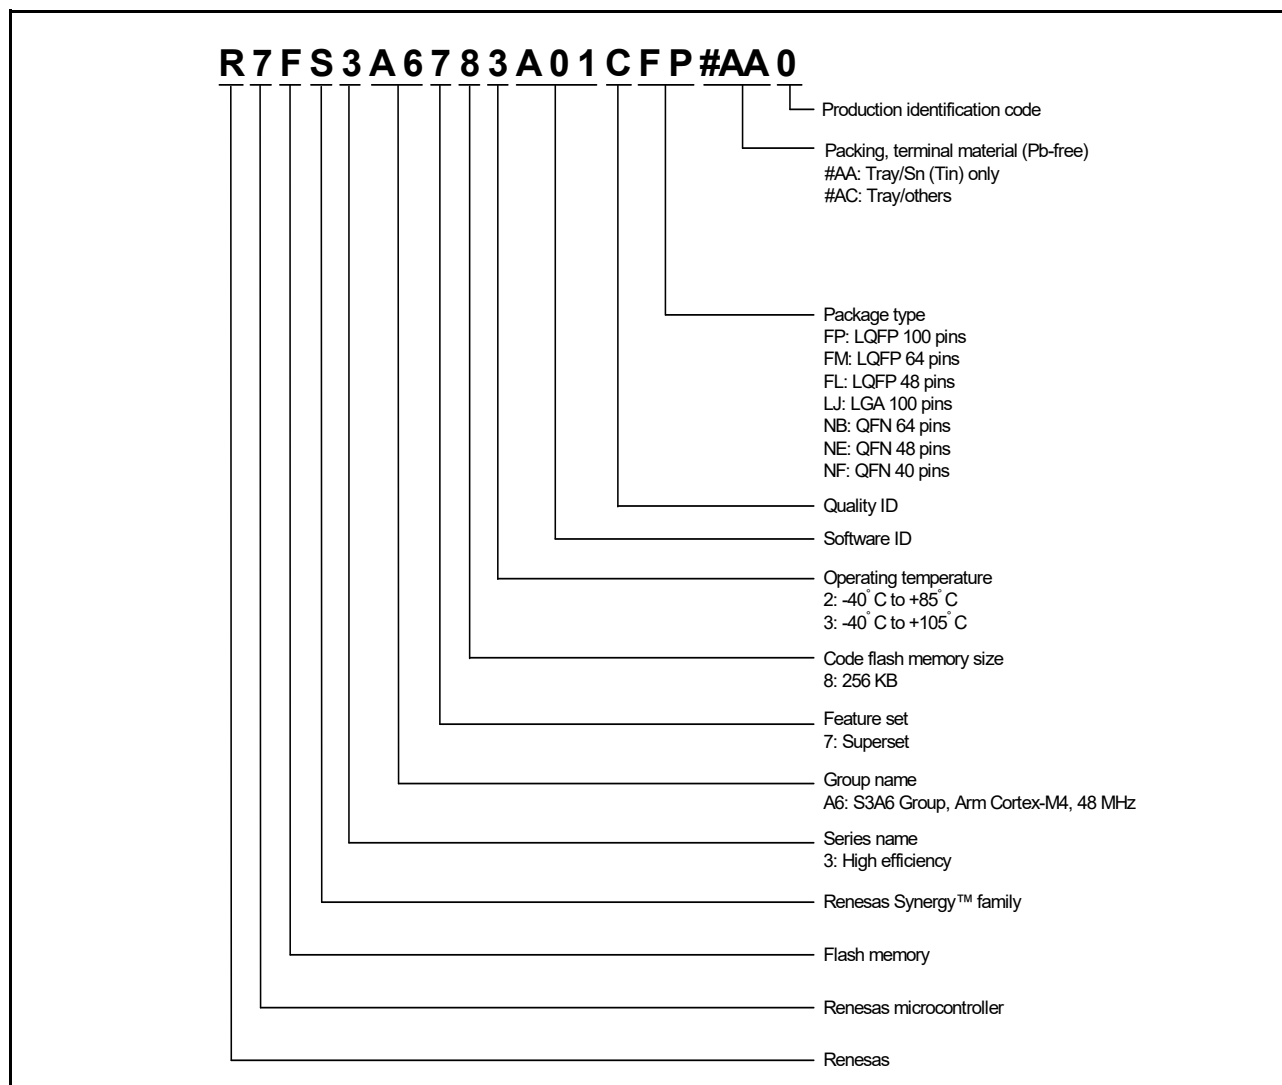 R7FS3A6783A01CFP#AA0
Production identification code
Packing, terminal material (Pb-free)
#AA: Tray/Sn (Tin) only
#AC: Tray/others
Package type
FP: LQFP 100 pins
FM: LQFP 64 pins
FL: LQFP 48 pins
LJ: LGA 100 pins
NB: QFN 64 pins
NE: QFN 48 pins
NF: QFN 40 pins
Quality ID
Software ID
Operating temperature
2: -40° C to +85° C
3: -40° C to +105° C
Code flash memory size
8: 256 KB
Feature set
7: Superset
Group name
A6: S3A6 Group, Arm Cortex-M4, 48 MHz
Series name
3: High efficiency
Renesas Synergy™ family
Flash memory
Renesas microcontroller
Renesas